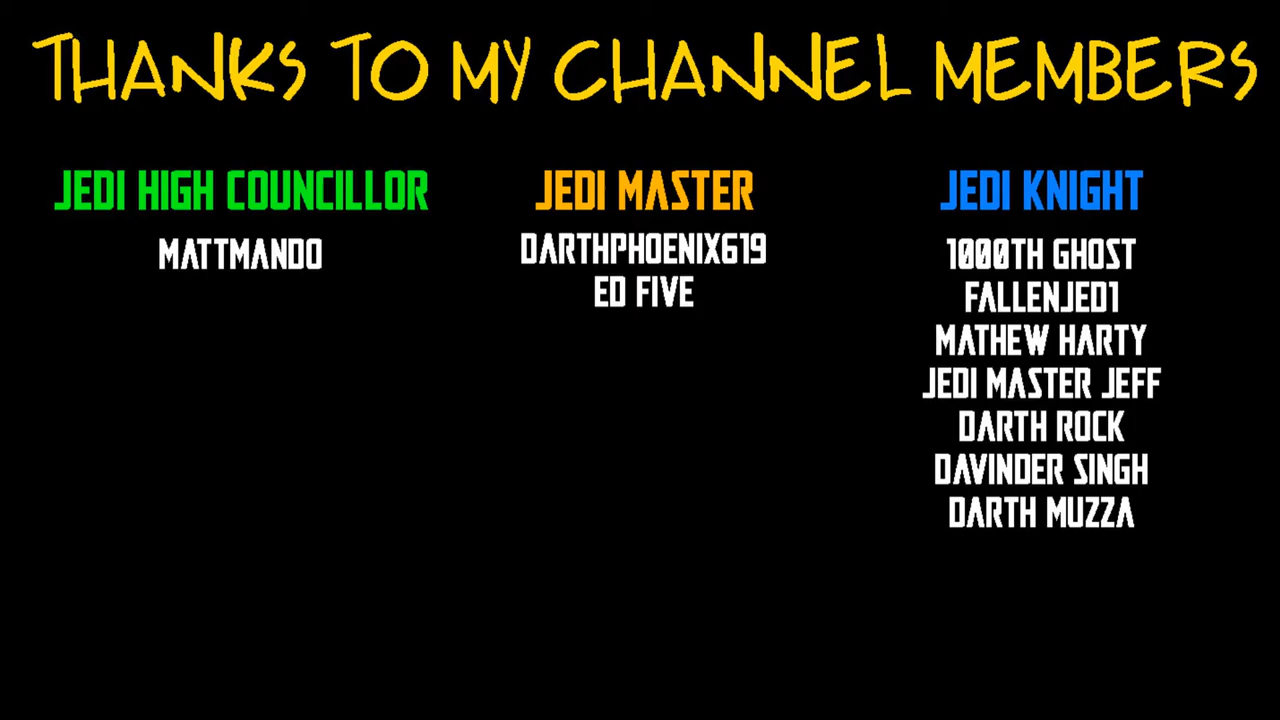 THANKS TO MY CHANNEL MEMBERS
JEDI HIGH COUNCILLOR
MATTMANDO
JEDI MASTER
DARTHPHOENIX619
ED FIVE
JEDI KNIGHT
1000TH GHOST
FALLENJED1
MATHEW HARTY
JEDI MASTER JEFF
DARTH ROCK
DAVINDER SINGH
DARTH MUZZA